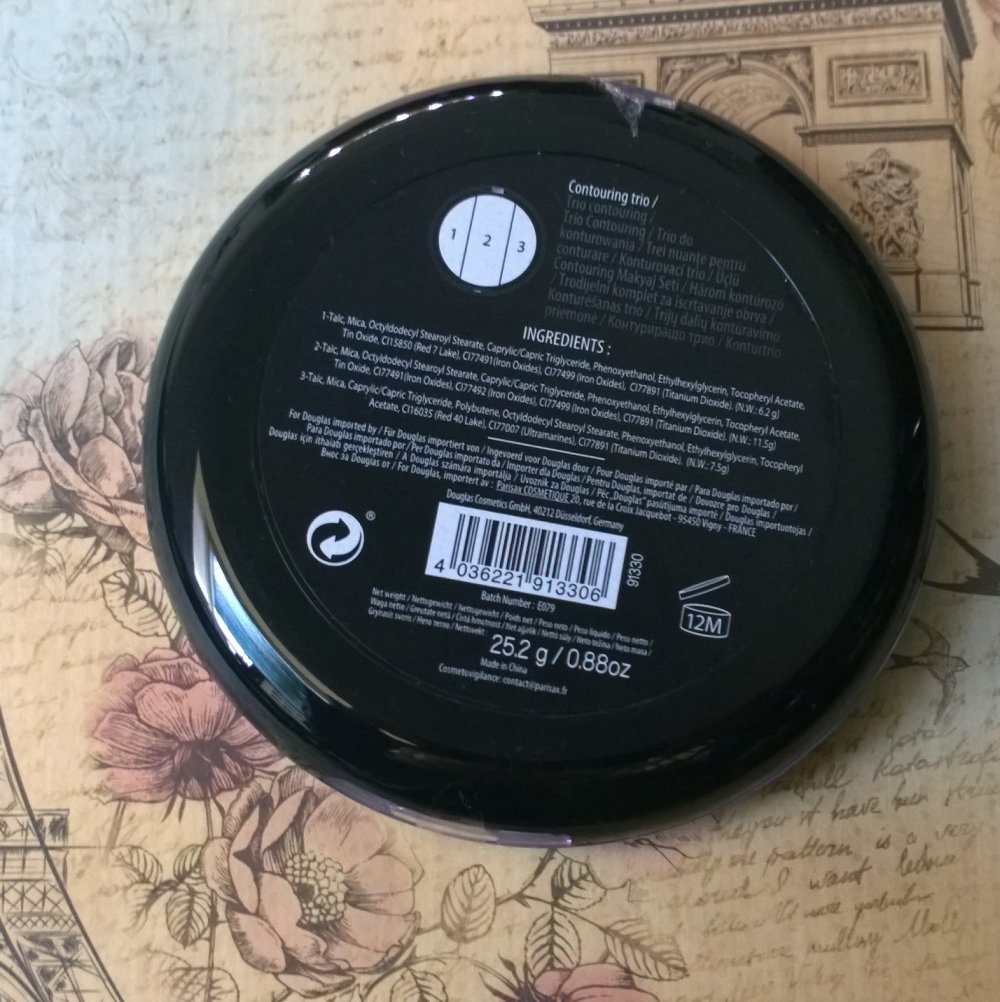 1 2 3
Contouring trio /
Trio contouring /
Trio Contouring / Trio do
konturowania / Trei nuanțe pentru
conturare / Konturovací trio / Üçlü
Contouring Makyaj Seti / Három kontúrozó
/ Trodijelni komplet za iscrtavanje obrva /
Kontūrēšanas trio / Trijų dalių kontūravimo
priemonė / Контуриращо трио / Konturtrio
INGREDIENTS :
1-Talc, Mica, Octyldodecyl Stearoyl Stearate, Caprylic/Capric Triglyceride, Phenoxyethanol, Ethylhexylglycerin, Tocopheryl Acetate,
Tin Oxide, CI15850 (Red 7 Lake), CI77491(Iron Oxides), CI77499 (Iron Oxides). CI77891 (Titanium Dioxide). (N.W.: 6.2 g)
2-Talc, Mica, Octyldodecyl Stearoyl Stearate, Caprylic/Capric Triglyceride, Phenoxyethanol, Ethylhexylglycerin, Tocopheryl Acetate,
Tin Oxide, CI77491(Iron Oxides), CI77492 (Iron Oxides), CI77499 (Iron Oxides). CI77891 (Titanium Dioxide). (N.W.: 11.5g)
3-Talc, Mica, Caprylic/Capric Triglyceride, Polybutene, Octyldodecyl Stearoyl Stearate, Phenoxyethanol, Ethylhexylglycerin, Tocopheryl
Acetate, CI16035 (Red 40 Lake), CI77007 (Ultramarines), CI77891 (Titanium Dioxide). (N.W.: 7.5g)
For Douglas imported by / Für Douglas importiert von / Ingevoerd voor Douglas door / Pour Douglas importé par / Para Douglas importado por /
Para Douglas importado por / Per Douglas importato da / Importer dla Douglas / Pentru Douglas importat de / Dovozce pro Douglas /
Douglas için ithalatı gerçekleştiren / A Douglas számára importálja / Uvoznik za Douglas / Pēc „Douglas" pasūtījuma importē / Douglas importuotojas /
Внос за Douglas от / For Douglas, importert av : Parisax COSMETIQUE 20, rue de la Croix Jacquebot - 95450 Vigny - FRANCE
Douglas Cosmetics GmbH, 40212 Düsseldorf, Germany
®
4 036221 913306
91330
12M
Batch Number : E079
Net weight / Nettogewicht / Nettogewicht / Poids net / Peso neto / Peso líquido / Peso netto /
Waga netto / Greutate netă / Čistá hmotnost / Net ağırlık / Nettó súly / Neto težina / Neto masa /
Grynasis svoris / Нето тегло / Nettovekt :
25.2 g / 0.88oz
Made in China
Cosmetovigilance: contact@parisax.fr